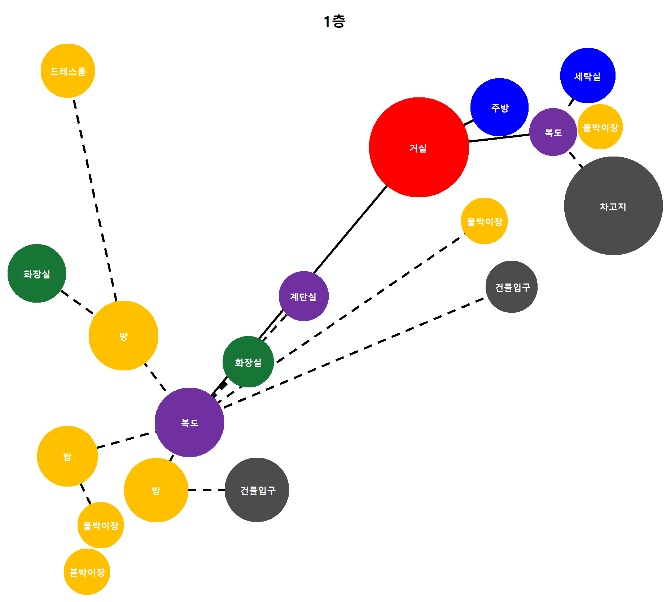 1층
드레스룸
세탁실
주방
복도
붙박이장
거실
차고지
붙박이장
화장실
건물입구
계단실
방
화장실
복도
방
방
건물입구
붙박이장
붙박이장